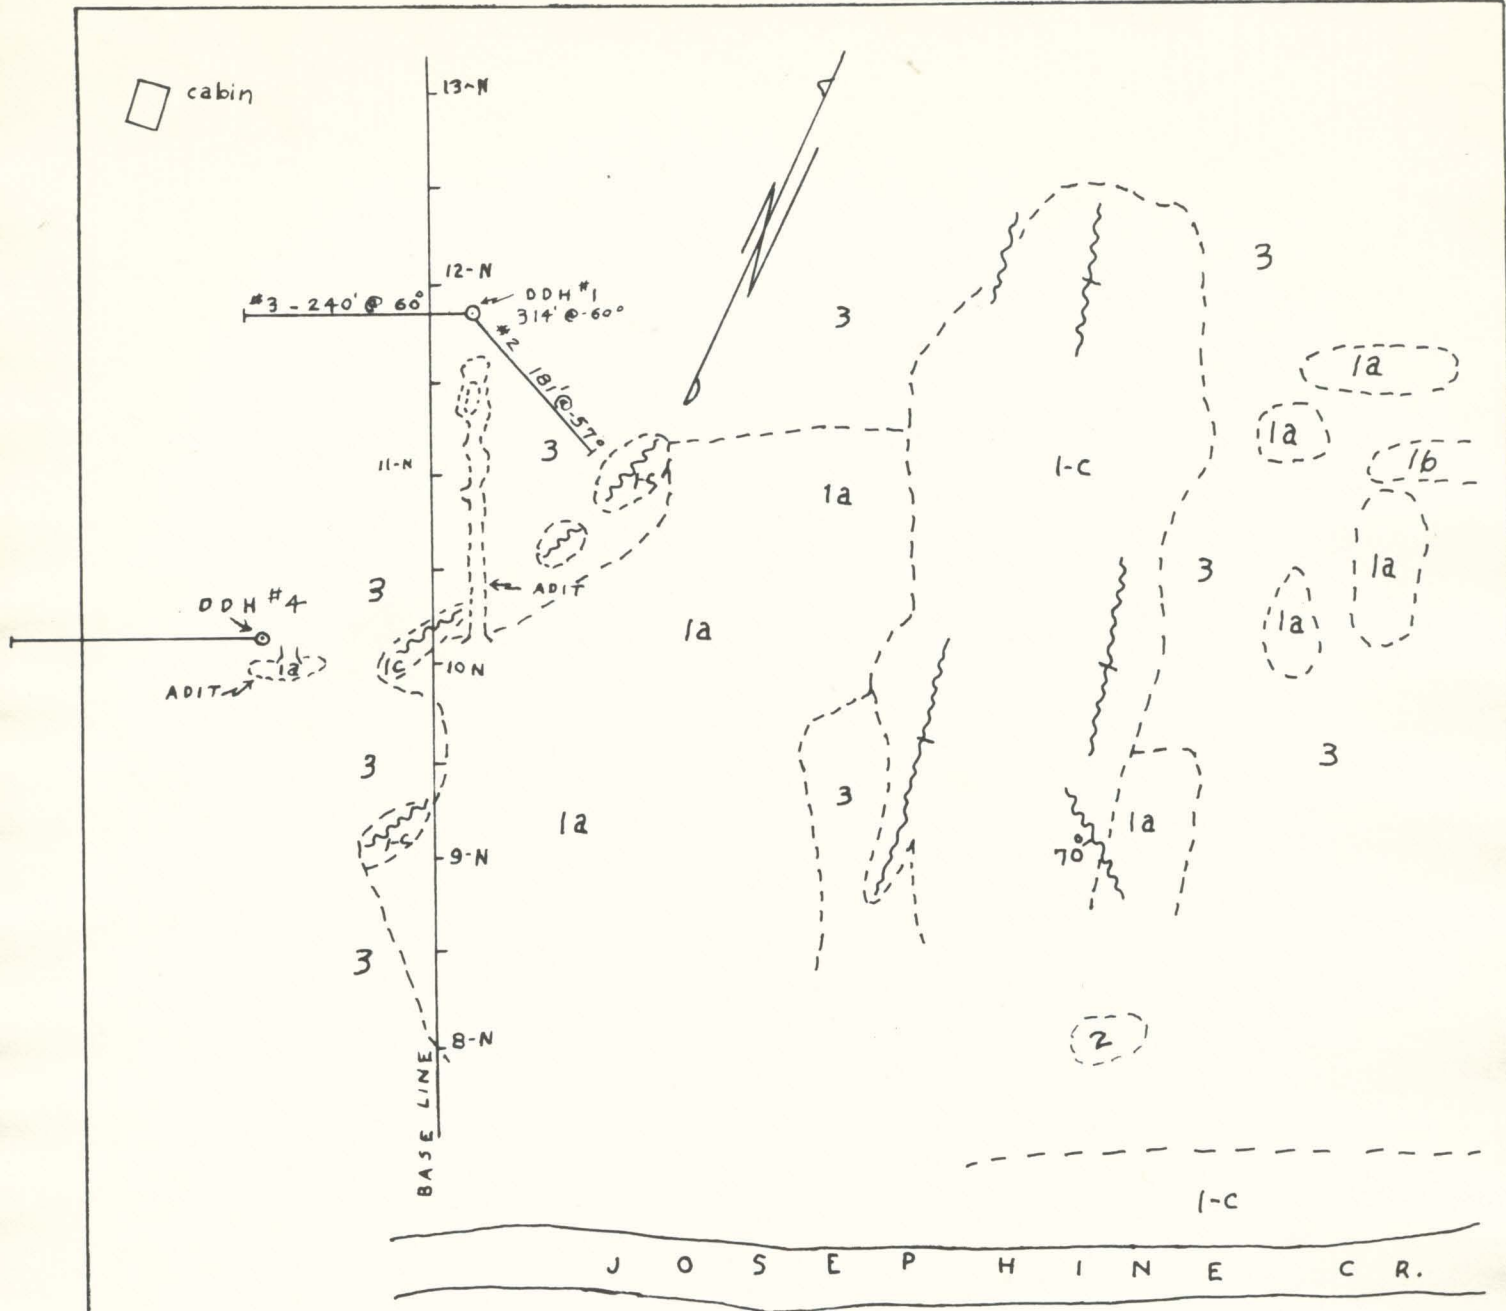 cabin
13-N
12-N
#3 - 240' @ 60°
DDH #1
314' @ -60°
#2 181' @ -57°
3
3
1a
1a
3
11-N
1-C
1a
1b
1a
1a
3
3
ADIT
DDH #4
1a
1c
10 N
1a
ADIT
3
3
3
1a
1a
9-N
70°
3
8-N
2
BASE LINE
1-C
JOSEPHINE CR.